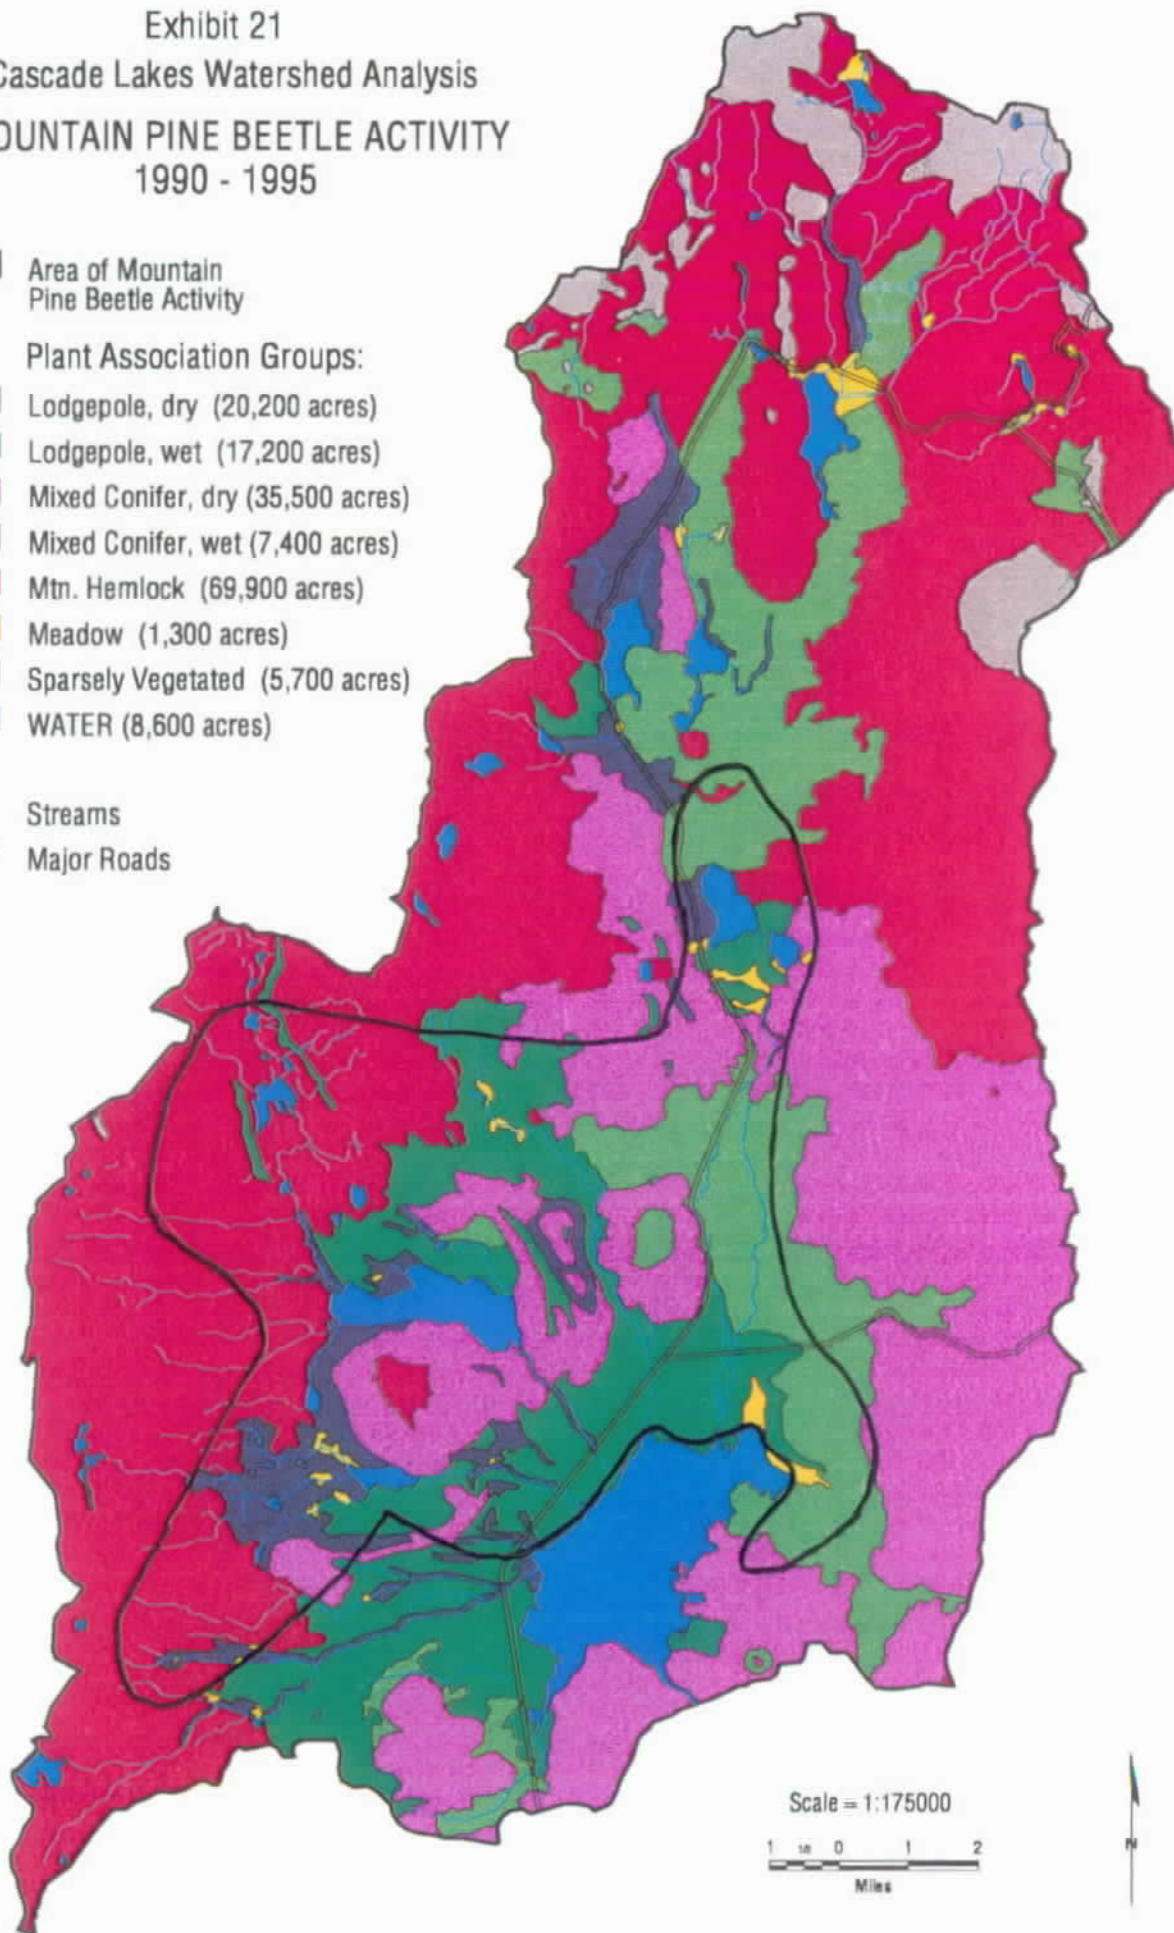 Exhibit 21
Cascade Lakes Watershed Analysis
OUNTAIN PINE BEETLE ACTIVITY
1990 - 1995
Area of Mountain
Pine Beetle Activity
Plant Association Groups:
Lodgepole, dry (20,200 acres)
Lodgepole, wet (17,200 acres)
Mixed Conifer, dry (35,500 acres)
Mixed Conifer, wet (7,400 acres)
Mtn. Hemlock (69,900 acres)
Meadow (1,300 acres)
Sparsely Vegetated (5,700 acres)
WATER (8,600 acres)
Streams
Major Roads
Scale = 1:175000
1 1/2 0 1 2
Miles
N